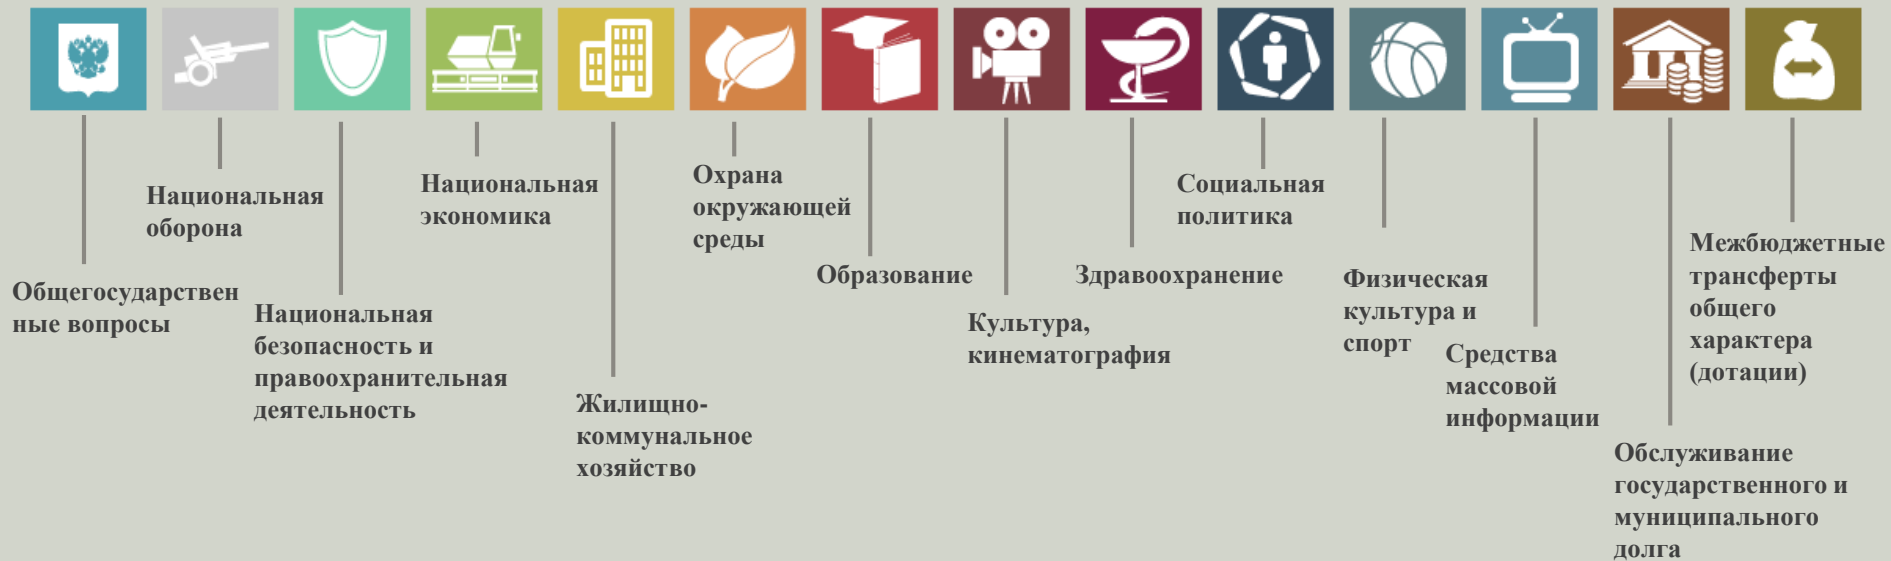 Общегосударствен
ные вопросы
Национальная
оборона
Национальная
безопасность и
правоохранительная
деятельность
Национальная
экономика
Жилищно-
коммунальное
хозяйство
Охрана
окружающей
среды
Образование
Культура,
кинематография
Здравоохранение
Социальная
политика
Физическая
культура и
спорт
Средства
массовой
информации
Обслуживание
государственного и
муниципального
долга
Межбюджетные
трансферты
общего
характера
(дотации)